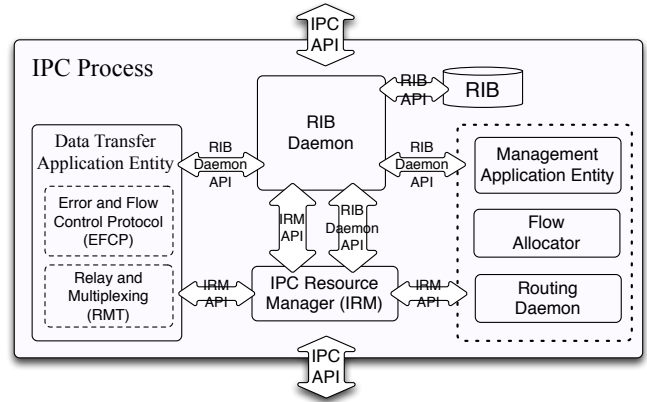 IPC
API
IPC Process
RIB
Daemon
RIB
API
RIB
Data Transfer
Application Entity
RIB
Daemon
API
RIB
Daemon
API
Management
Application Entity
Error and Flow
Control Protocol
(EFCP)
IRM
API
RIB
Daemon
API
Flow
Allocator
Relay and
Multiplexing
(RMT)
IRM
API
IPC Resource
Manager (IRM)
IRM
API
Routing
Daemon
IPC
API